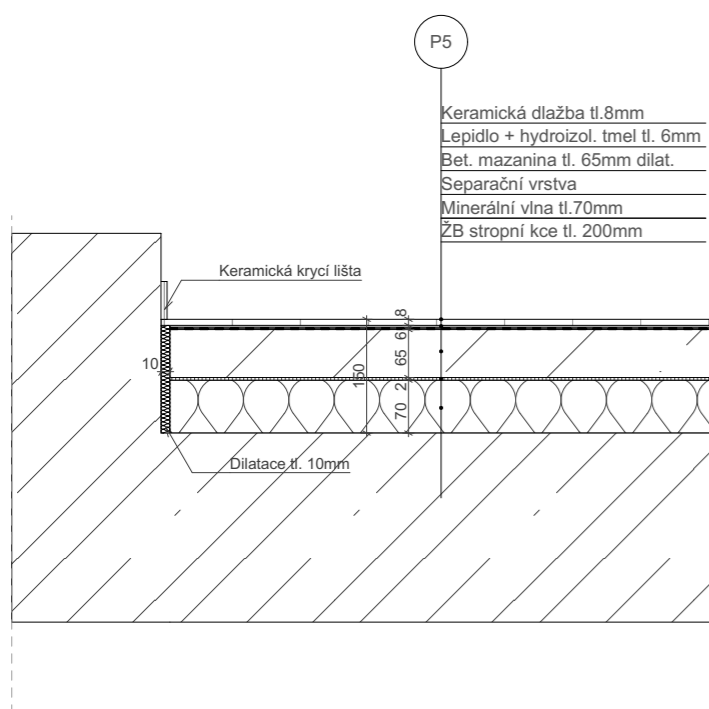 P5
Keramická dlažba tl.8mm
Lepidlo + hydroizol. tmel tl. 6mm
Bet. mazanina tl. 65mm dilat.
Separační vrstva
Minerální vlna tl.70mm
ŽB stropní kce tl. 200mm
Keramická krycí lišta
8
6
65
2
70
150
10
Dilatace tl. 10mm